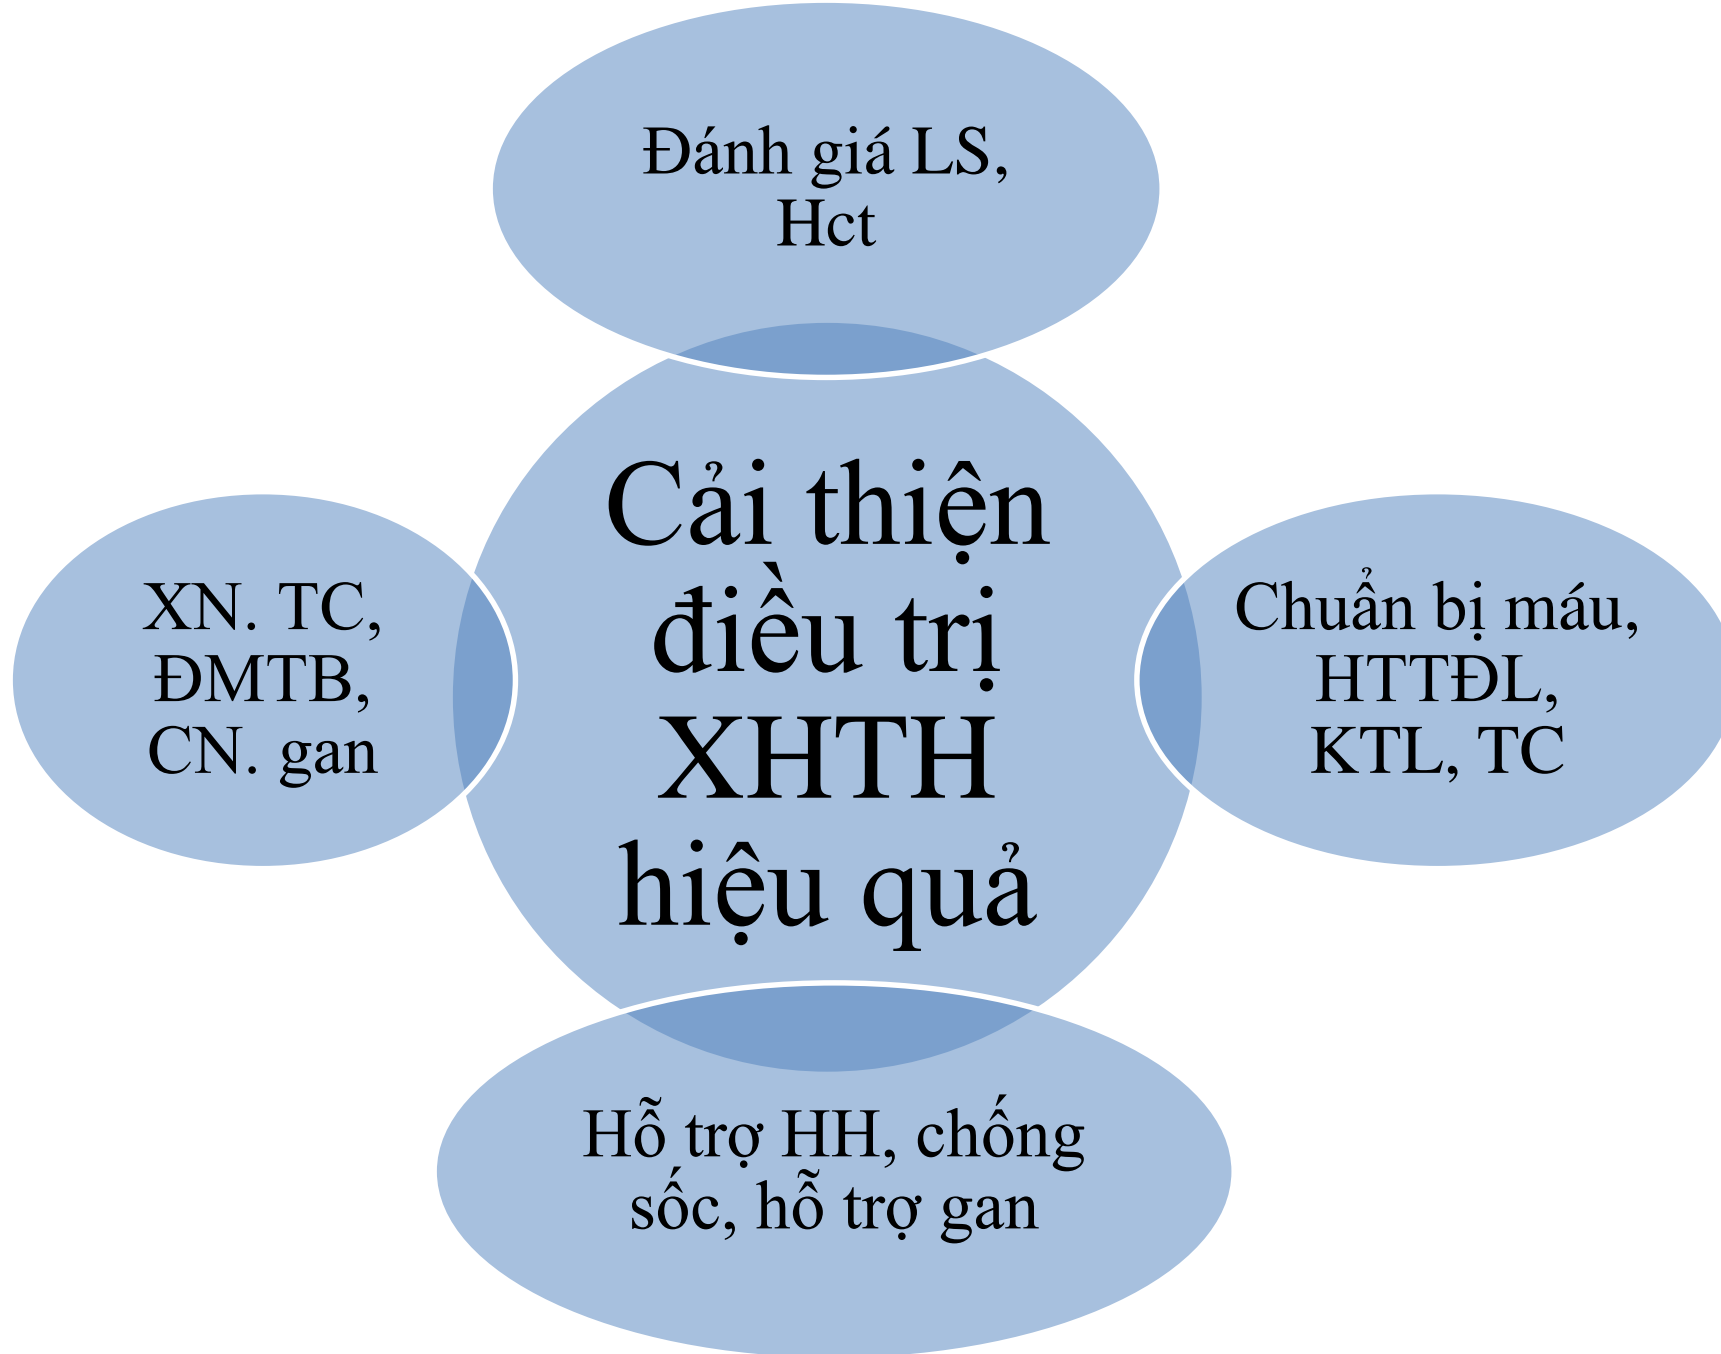 Đánh giá LS,
Hct
XN. TC,
ĐMTB,
CN. gan
Cải thiện
điều trị
XHTH
hiệu quả
Chuẩn bị máu,
HTTĐL,
KTL, TC
Hỗ trợ HH, chống
sốc, hỗ trợ gan